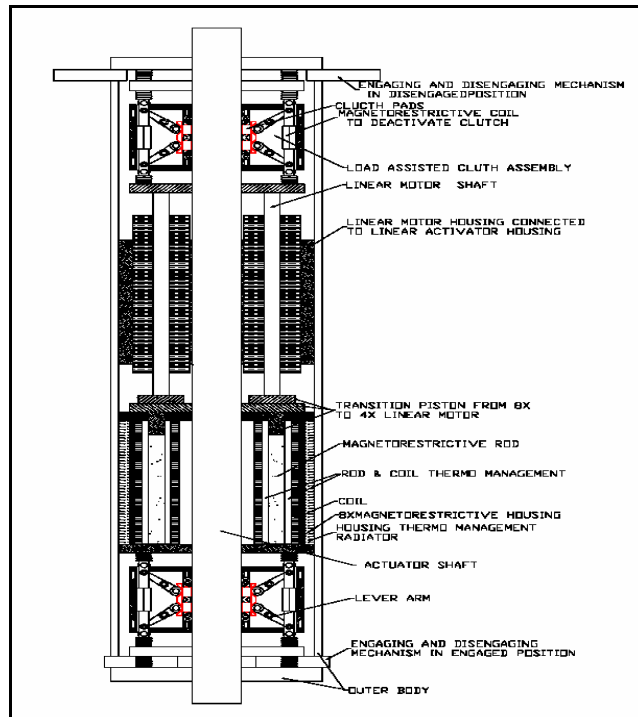 ENGAGING AND DISENGAGING MECHANISM
IN DISENGAGEDPOSITION
CLUCTH PADS
MAGNETORESTRICTIVE COIL
TO DEACTIVATE CLUTCH
LOAD ASSISTED CLUTH ASSEMBLY
LINEAR MOTOR SHAFT
LINEAR MOTOR HOUSING CONNECTED
TO LINEAR ACTIVATOR HOUSING
TRANSITION PISTON FROM 8X
TO 4X LINEAR MOTOR
MAGNETORESTRICTIVE ROD
ROD & COIL THERMO MANAGEMENT
COIL
8XMAGNETORESTRICTIVE HOUSING
HOUSING THERMO MANAGEMENT
RADIATOR
ACTUATOR SHAFT
LEVER ARM
ENGAGING AND DISENGAGING
MECHANISM IN ENGAGED POSITION
OUTER BODY